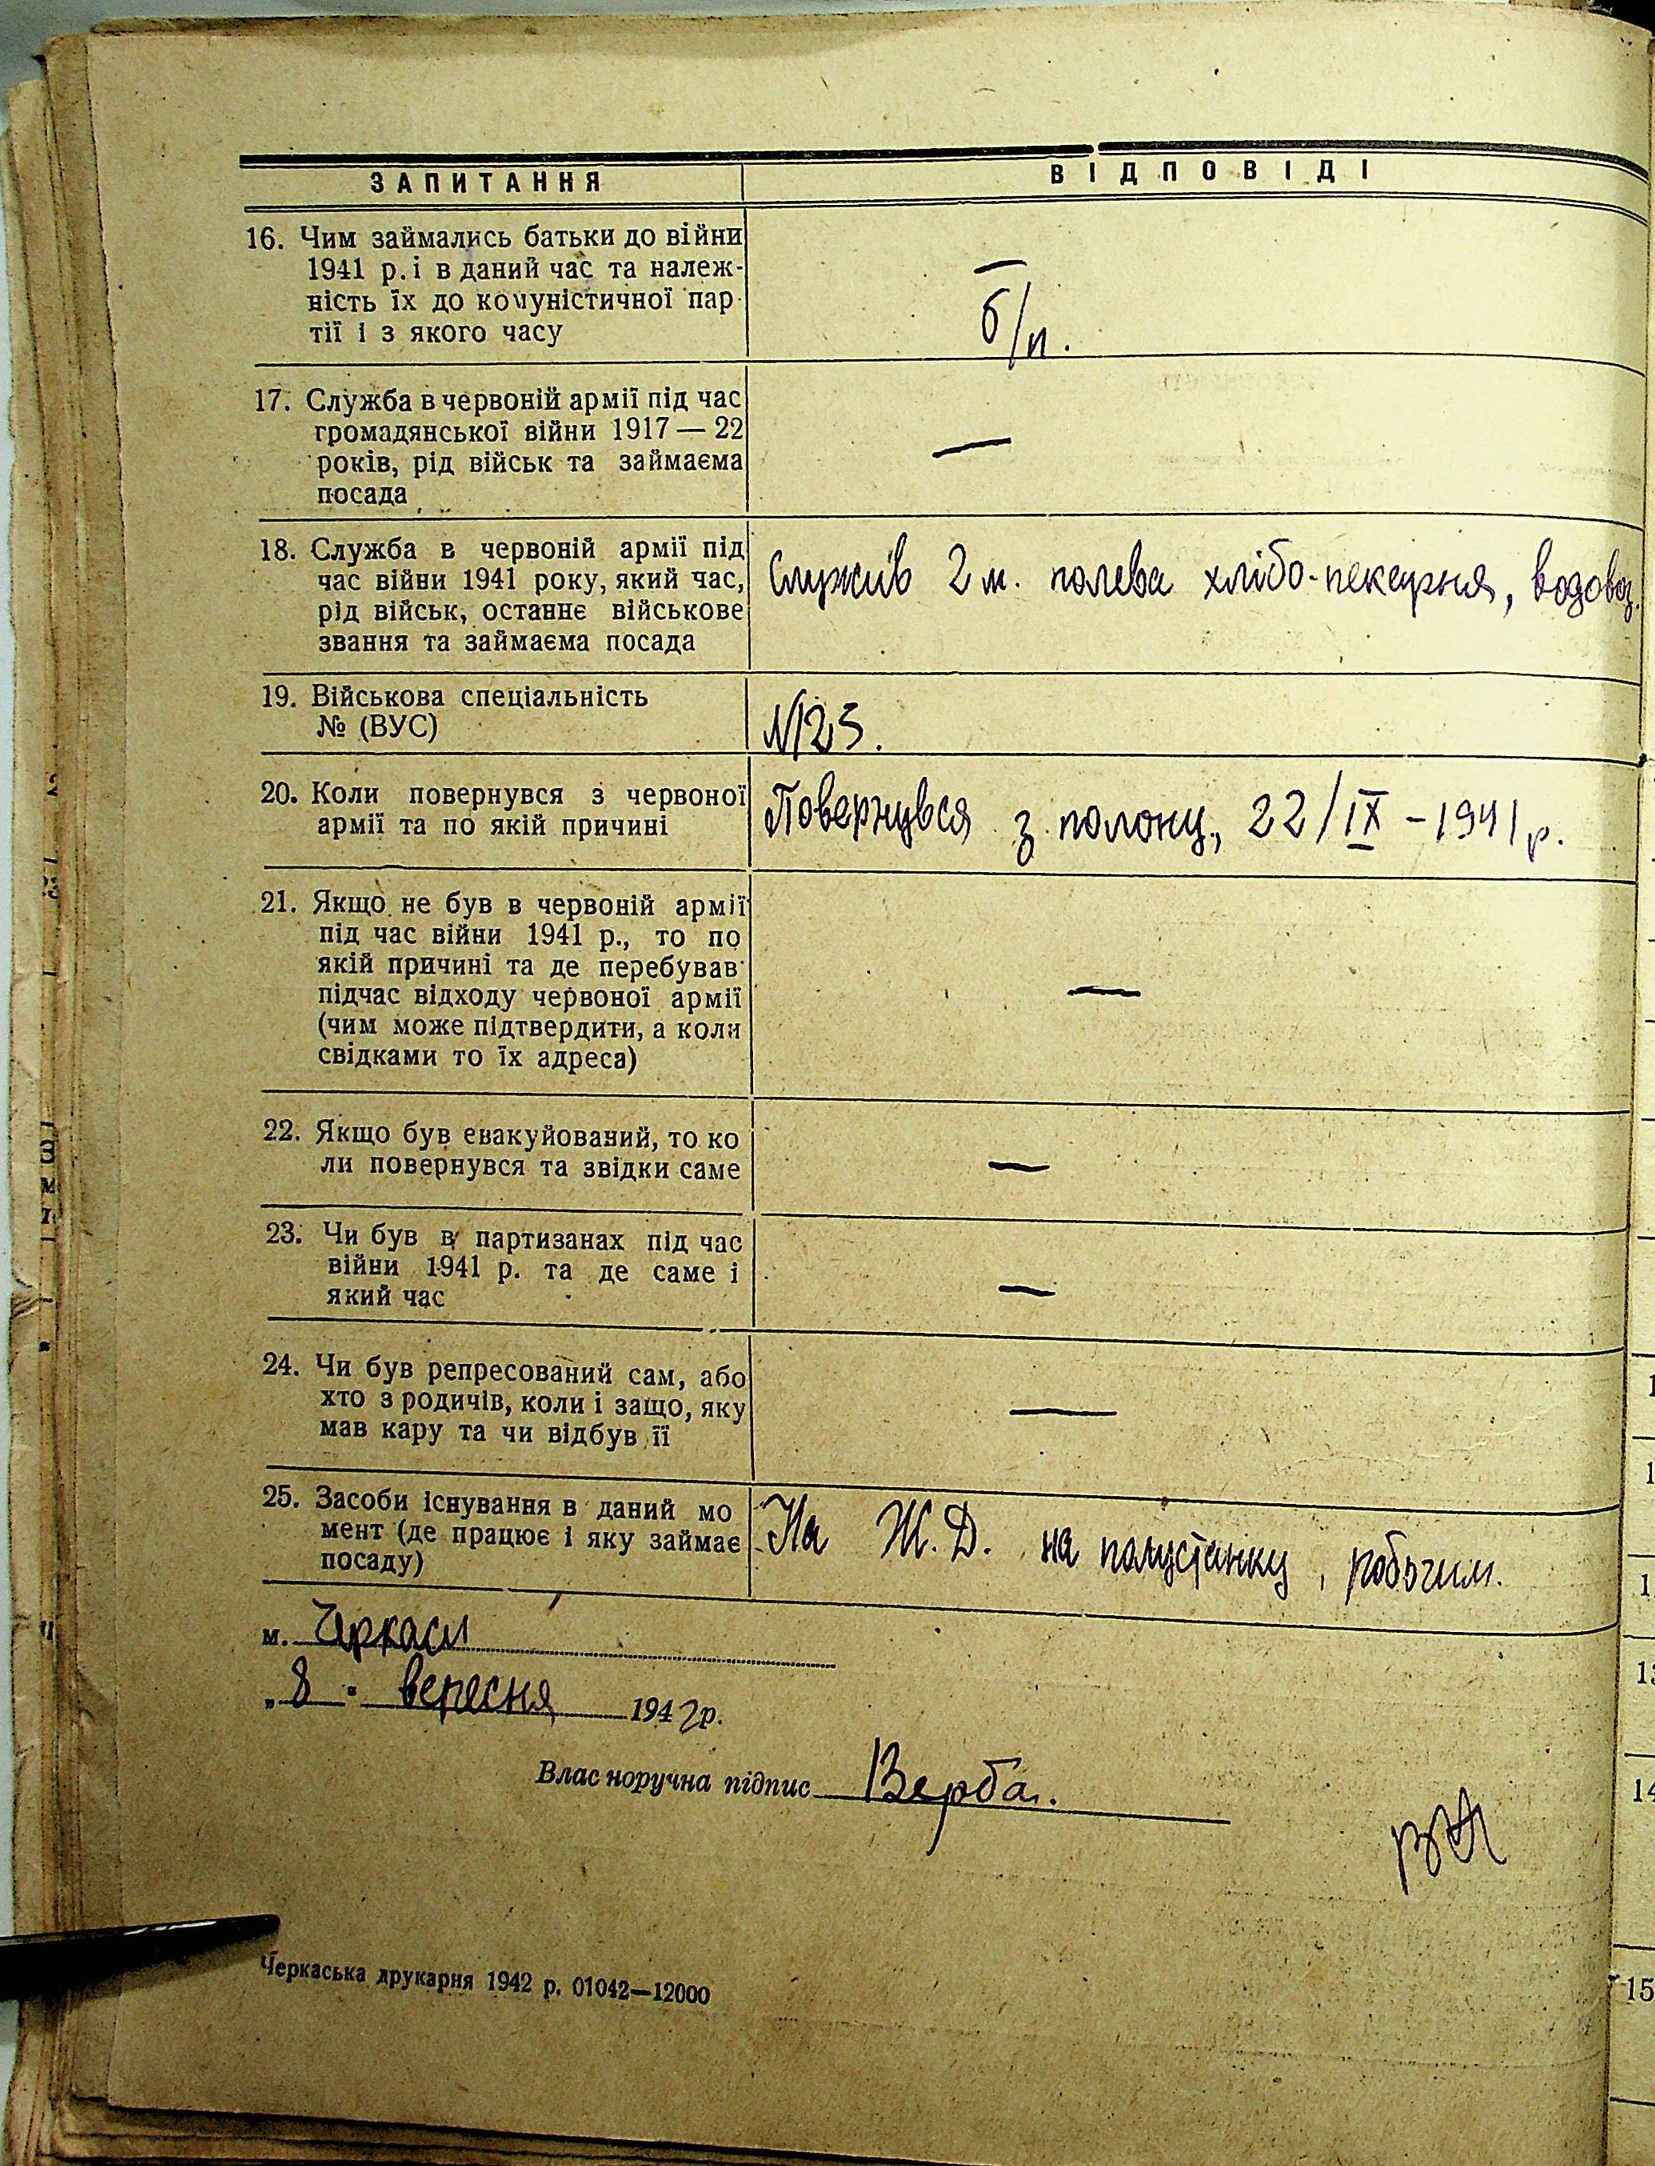 ЗАПИТАННЯ ВІДПОВІДІ
16. Чим займались батьки до війни
1941 р. і в даний час та належ-
ність їх до комуністичної пар-
тії і з якого часу
—
б/п.
17. Служба в червоній армії під час
громадянської війни 1917 — 22
років, рід військ та займаєма
посада
—
18. Служба в червоній армії під
час війни 1941 року, який час,
рід військ, останнє військове
звання та займаєма посада
Служив 2 м. полева хлібо-пекарня, водовоз.
19. Військова спеціальність
№ (ВУС)
№123.
20. Коли повернувся з червоної
армії та по якій причині
Повернувся з полону, 22/IX – 1941 р.
21. Якщо не був в червоній армії
під час війни 1941 р., то по
якій причині та де перебував
підчас відходу червоної армії
(чим може підтвердити, а коли
свідками то їх адреса)
—
22. Якщо був евакуйований, то ко
ли повернувся та звідки саме
—
23. Чи був в партизанах під час
війни 1941 р. та де саме і
який час
—
24. Чи був репресований сам, або
хто з родичів, коли і защо, яку
мав кару та чи відбув її
—
25. Засоби існування в даний мо
мент (де працює і яку займає
посаду)
На Ж.Д. на полустанку, робочим.
м. Черкаси
„8" вересня 1942 р.
Власноручна підпис Верба.
Черкаська друкарня 1942 р. 01042—12000
14
15